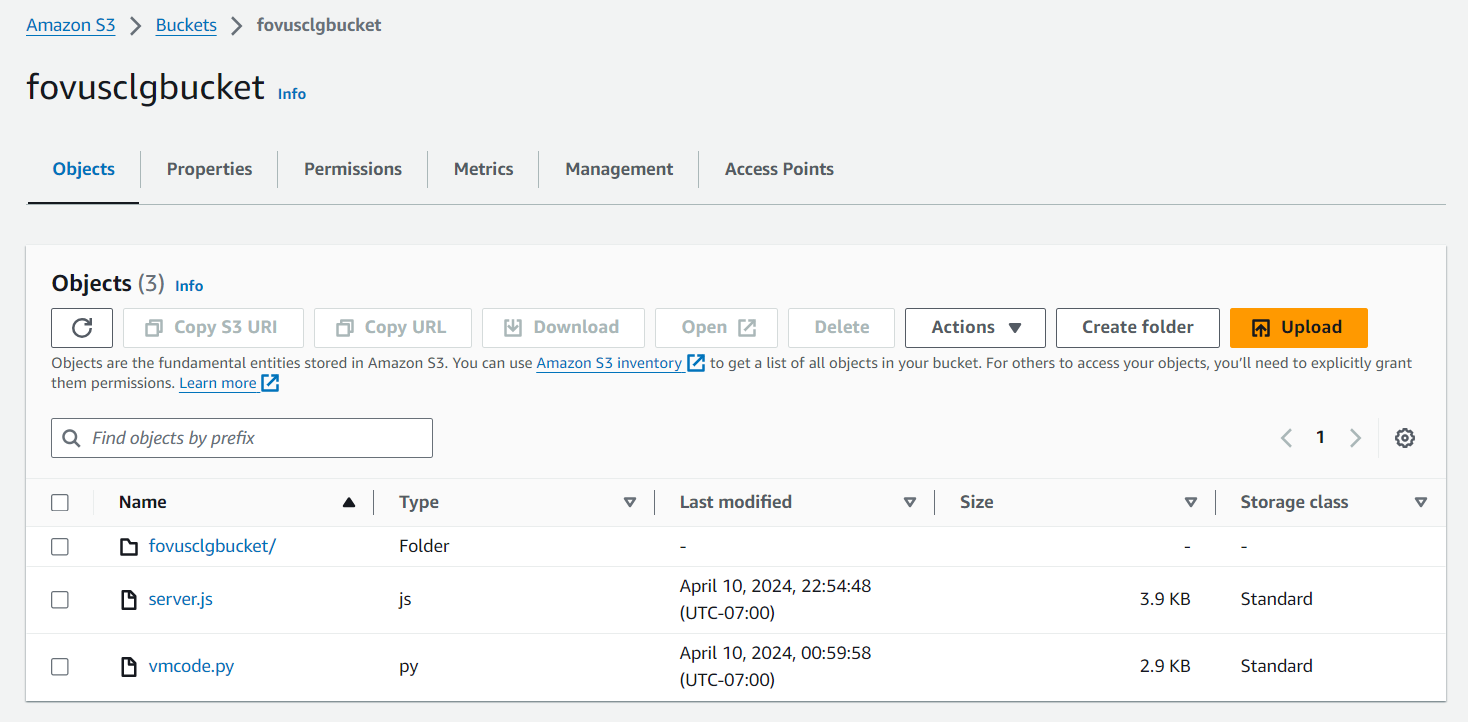 Amazon S3 > Buckets > fovusclgbucket
fovusclgbucket Info
Objects Properties Permissions Metrics Management Access Points
Objects (3) Info
Copy S3 URI Copy URL Download Open Delete Actions Create folder Upload
Objects are the fundamental entities stored in Amazon S3. You can use Amazon S3 inventory to get a list of all objects in your bucket. For others to access your objects, you’ll need to explicitly grant
them permissions. Learn more
Find objects by prefix 1
Name Type Last modified Size Storage class
fovusclgbucket/ Folder - - -
server.js js April 10, 2024, 22:54:48 3.9 KB Standard
(UTC-07:00)
vmcode.py py April 10, 2024, 00:59:58 2.9 KB Standard
(UTC-07:00)